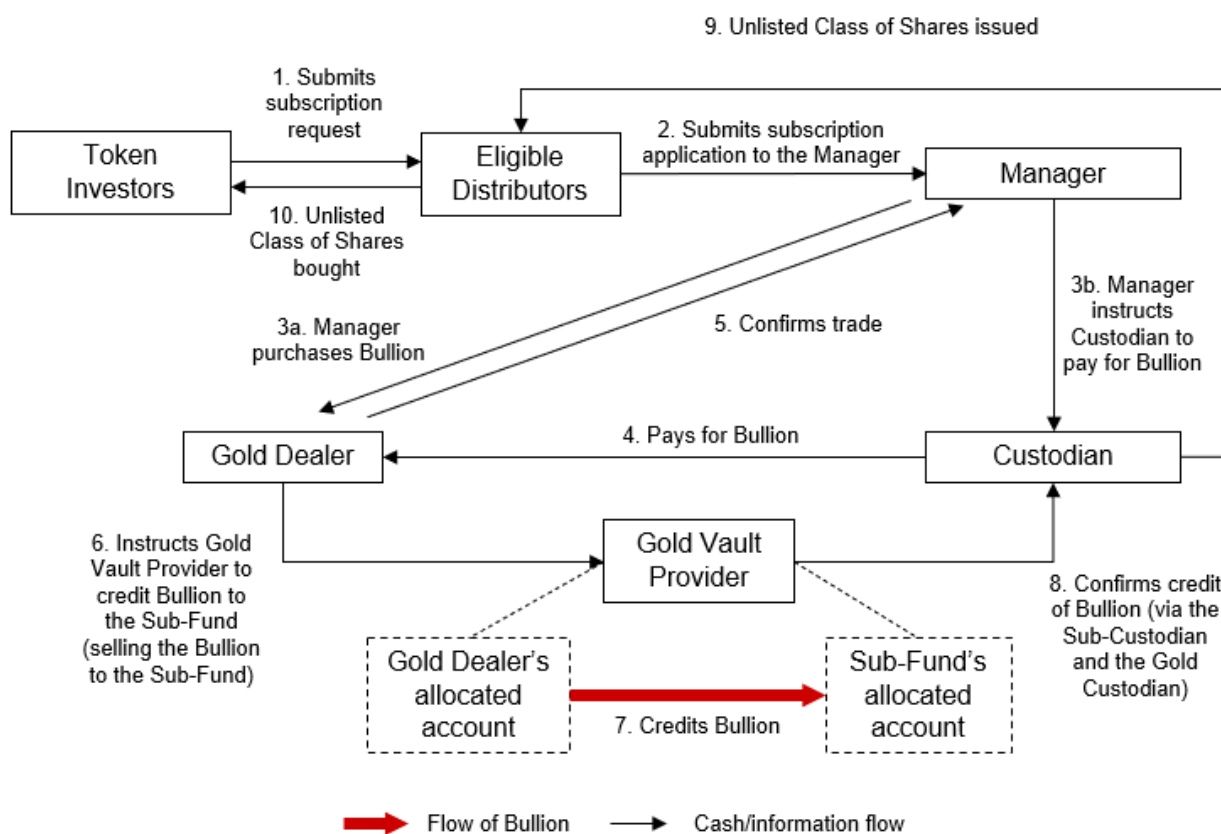 9. Unlisted Class of Shares issued
1. Submits
subscription
request
2. Submits subscription
application to the Manager
Token
Investors
Eligible
Distributors
Manager
10. Unlisted
Class of Shares
bought
3a. Manager
purchases Bullion
5. Confirms trade
3b. Manager
instructs
Custodian to
pay for Bullion
Gold Dealer
4. Pays for Bullion
Custodian
6. Instructs Gold
Vault Provider to
credit Bullion to
the Sub-Fund
(selling the Bullion
to the Sub-Fund)
Gold Vault
Provider
8. Confirms credit
of Bullion (via the
Sub-Custodian
and the Gold
Custodian)
Gold Dealer's
allocated
account
7. Credits Bullion
Sub-Fund's
allocated
account
Flow of Bullion
Cash/information flow